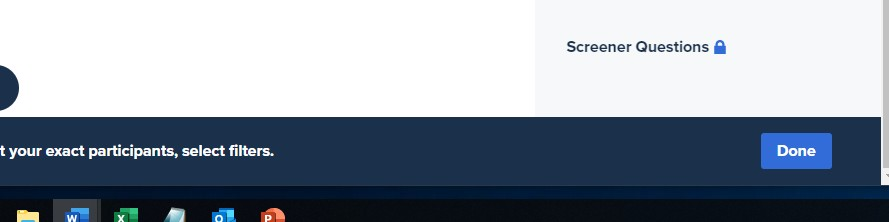 Screener Questions
t your exact participants, select filters.
Done
W
X
O
P